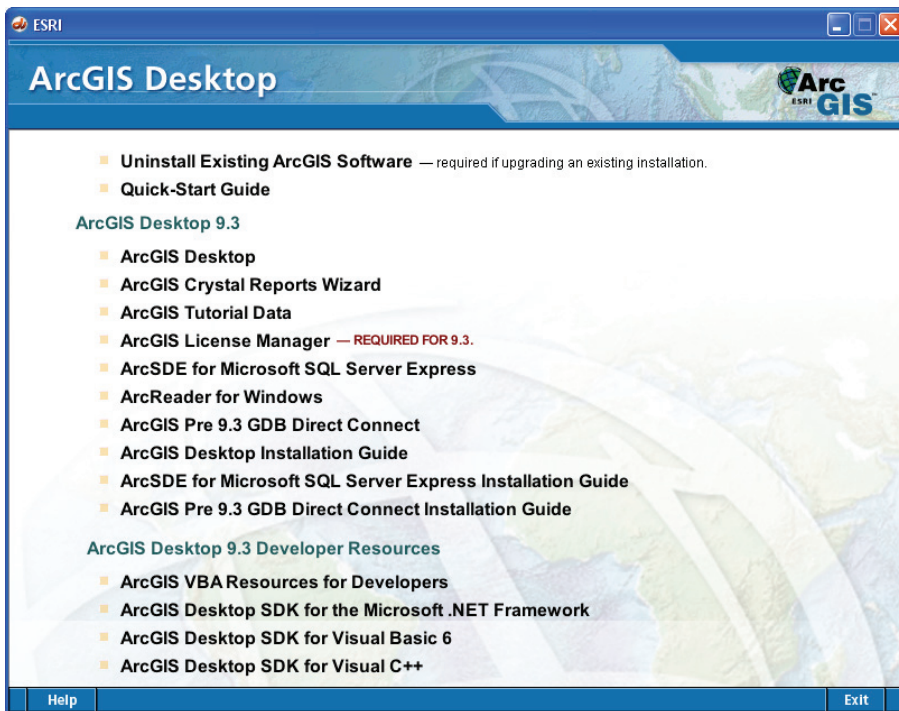 ESRI
ArcGIS Desktop
Arc
ESRI GIS™
Uninstall Existing ArcGIS Software — required if upgrading an existing installation.
Quick-Start Guide
ArcGIS Desktop 9.3
ArcGIS Desktop
ArcGIS Crystal Reports Wizard
ArcGIS Tutorial Data
ArcGIS License Manager — REQUIRED FOR 9.3.
ArcSDE for Microsoft SQL Server Express
ArcReader for Windows
ArcGIS Pre 9.3 GDB Direct Connect
ArcGIS Desktop Installation Guide
ArcSDE for Microsoft SQL Server Express Installation Guide
ArcGIS Pre 9.3 GDB Direct Connect Installation Guide
ArcGIS Desktop 9.3 Developer Resources
ArcGIS VBA Resources for Developers
ArcGIS Desktop SDK for the Microsoft .NET Framework
ArcGIS Desktop SDK for Visual Basic 6
ArcGIS Desktop SDK for Visual C++
Help
Exit